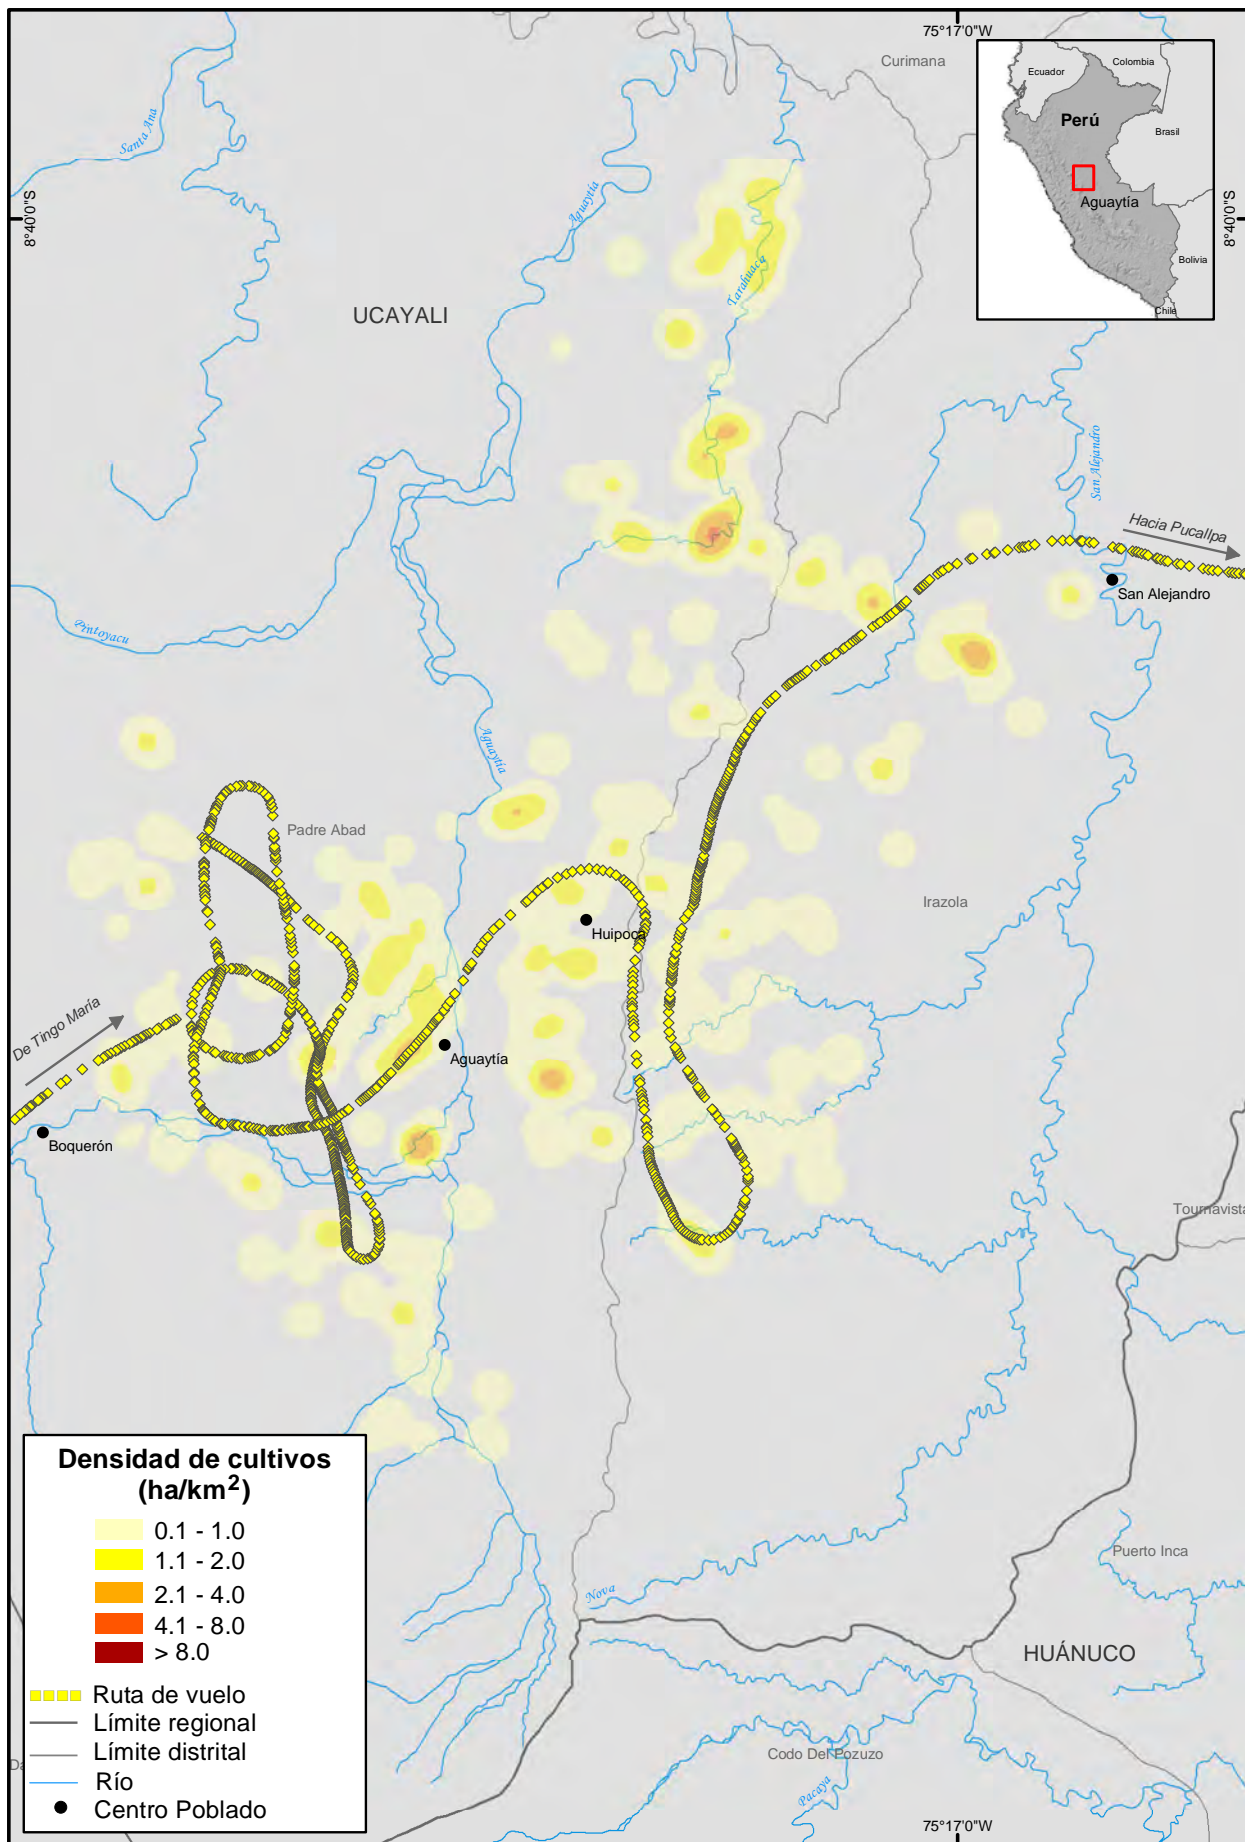 75°17'0"W
Curimana
Ecuador
Colombia
Perú
Brasil
Aguaytía
Bolivia
Chile
8°40'0"S
8°40'0"S
Santa Ana
Aguaytía
Tarahuaca
UCAYALI
San Alejandro
Hacia Pucallpa
San Alejandro
Pintoyacu
Aguaytía
Padre Abad
Irazola
Huipoca
De Tingo María
Aguaytía
Boquerón
Tournavista
Densidad de cultivos
(ha/km²)
0.1 - 1.0
1.1 - 2.0
2.1 - 4.0
4.1 - 8.0
> 8.0
Ruta de vuelo
Límite regional
Límite distrital
Río
Centro Poblado
Puerto Inca
Nova
HUÁNUCO
Codo Del Pozuzo
Pacaya
75°17'0"W